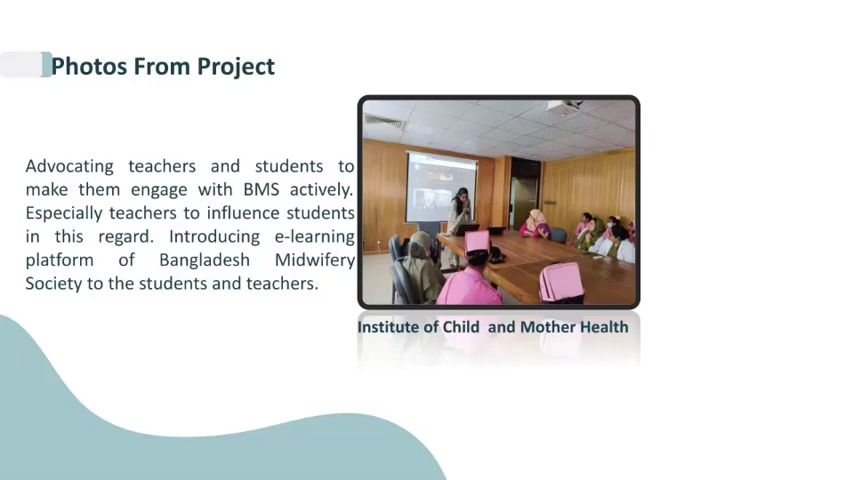 Photos From Project
Advocating teachers and students to
make them engage with BMS actively.
Especially teachers to influence students
in this regard. Introducing e-learning
platform of Bangladesh Midwifery
Society to the students and teachers.
Institute of Child and Mother Health